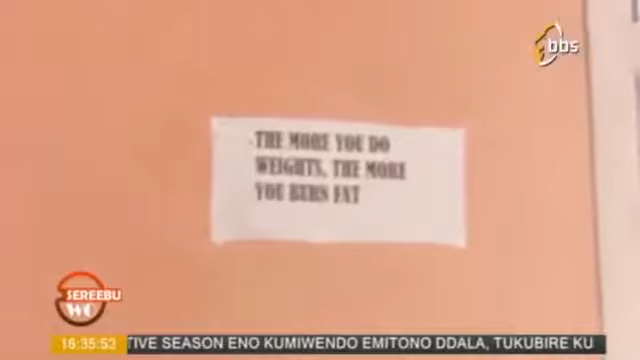 bbs
THE MORE YOU DO
WEIGHTS, THE MORE
YOU BURN FAT
SEREEBU
WO
16:35:53
TIVE SEASON ENO KUMIWENDO EMITONO DDALA, TUKUBIRE KU